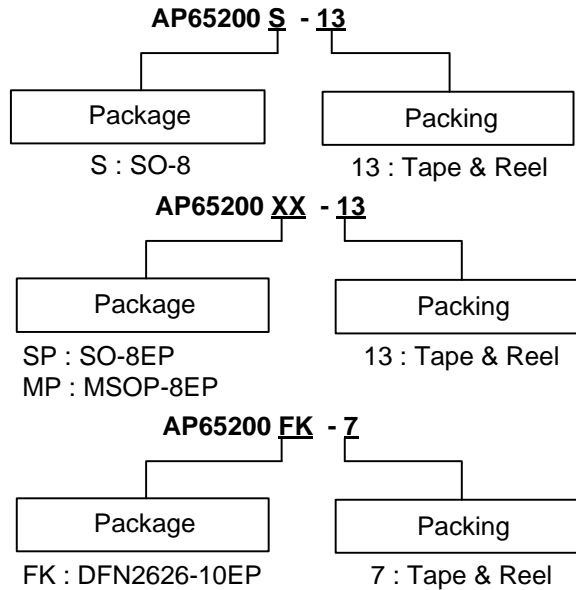 AP65200 S - 13
Package
Packing
S : SO-8
13 : Tape & Reel
AP65200 XX - 13
Package
Packing
SP : SO-8EP
13 : Tape & Reel
MP : MSOP-8EP
AP65200 FK - 7
Package
Packing
FK : DFN2626-10EP
7 : Tape & Reel